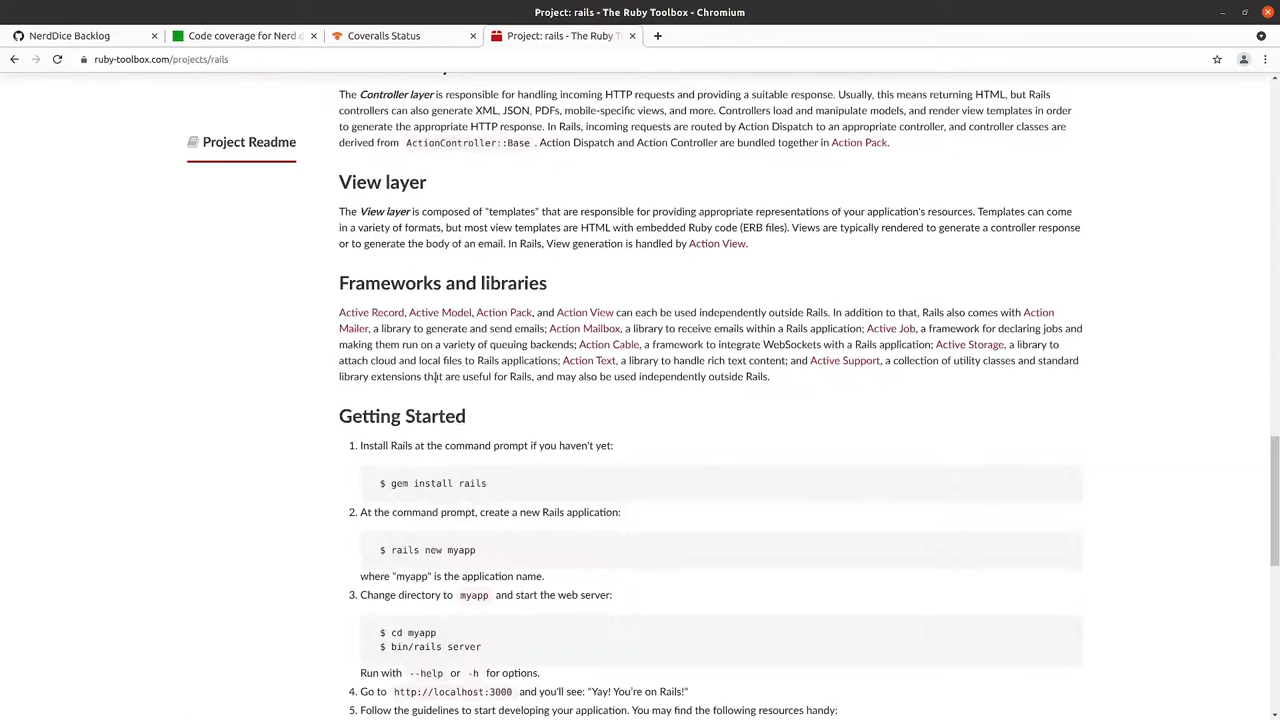 Project: rails - The Ruby Toolbox - Chromium
NerdDice Backlog
Code coverage for Nerd d
Coveralls Status
Project: rails - The Ruby T
ruby-toolbox.com/projects/rails
The Controller layer is responsible for handling incoming HTTP requests and providing a suitable response. Usually, this means returning HTML, but Rails
controllers can also generate XML, JSON, PDFs, mobile-specific views, and more. Controllers load and manipulate models, and render view templates in order
to generate the appropriate HTTP response. In Rails, incoming requests are routed by Action Dispatch to an appropriate controller, and controller classes are
derived from ActionController::Base . Action Dispatch and Action Controller are bundled together in Action Pack.
Project Readme
View layer
The View layer is composed of "templates" that are responsible for providing appropriate representations of your application's resources. Templates can come
in a variety of formats, but most view templates are HTML with embedded Ruby code (ERB files). Views are typically rendered to generate a controller response
or to generate the body of an email. In Rails, View generation is handled by Action View.
Frameworks and libraries
Active Record, Active Model, Action Pack, and Action View can each be used independently outside Rails. In addition to that, Rails also comes with Action
Mailer, a library to generate and send emails; Action Mailbox, a library to receive emails within a Rails application; Active Job, a framework for declaring jobs and
making them run on a variety of queuing backends; Action Cable, a framework to integrate WebSockets with a Rails application; Active Storage, a library to
attach cloud and local files to Rails applications; Action Text, a library to handle rich text content; and Active Support, a collection of utility classes and standard
library extensions that are useful for Rails, and may also be used independently outside Rails.
Getting Started
1. Install Rails at the command prompt if you haven't yet:
$ gem install rails
2. At the command prompt, create a new Rails application:
$ rails new myapp
where "myapp" is the application name.
3. Change directory to myapp and start the web server:
$ cd myapp
$ bin/rails server
Run with --help or -h for options.
4. Go to http://localhost:3000 and you'll see: "Yay! You're on Rails!"
5. Follow the guidelines to start developing your application. You may find the following resources handy: